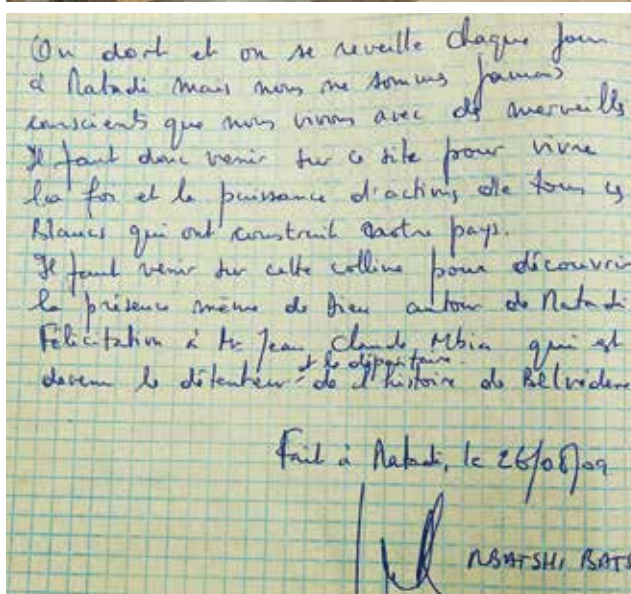 On dort et on se reveille chaque jour
à Matadi mais nous ne sommes jamais
conscients que nous vivons avec des merveilles
Il faut donc venir sur ce site pour vivre
la foi et la puissance d'actions de tous ces
Blancs qui ont construit notre pays.
Il faut venir sur cette colline pour découvrir
la présence même de Dieu autour de Matadi
Félicitation à Mr Jean Claude Mbia qui est
devenu le détenteur et le dépositaire de l'histoire de Belvédère
Fait à Matadi, le 26/08/09
BATS